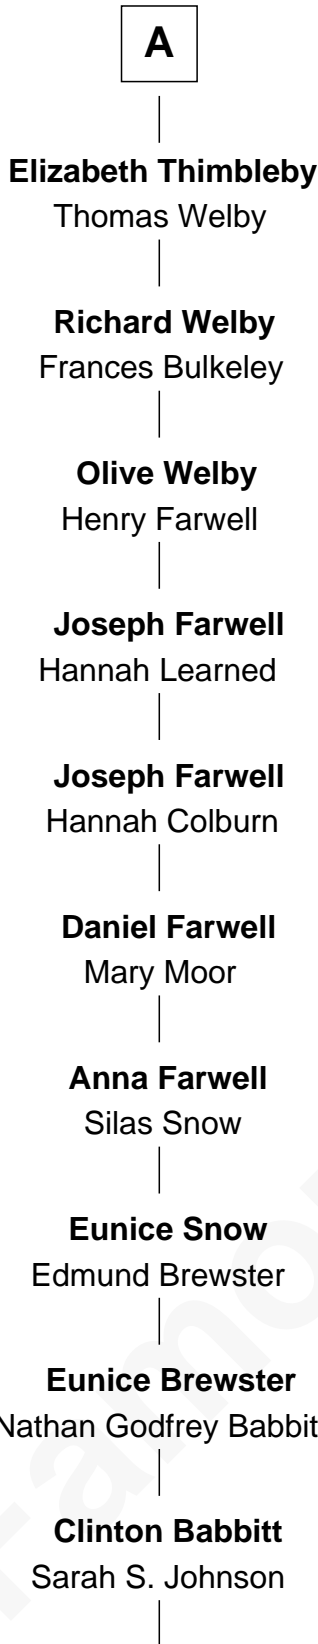 A
Elizabeth Thimbleby
Thomas Welby
Richard Welby
Frances Bulkeley
Olive Welby
Henry Farwell
Joseph Farwell
Hannah Learned
Joseph Farwell
Hannah Colburn
Daniel Farwell
Mary Moor
Anna Farwell
Silas Snow
Eunice Snow
Edmund Brewster
Eunice Brewster
Nathan Godfrey Babbit
Clinton Babbitt
Sarah S. Johnson
Famo